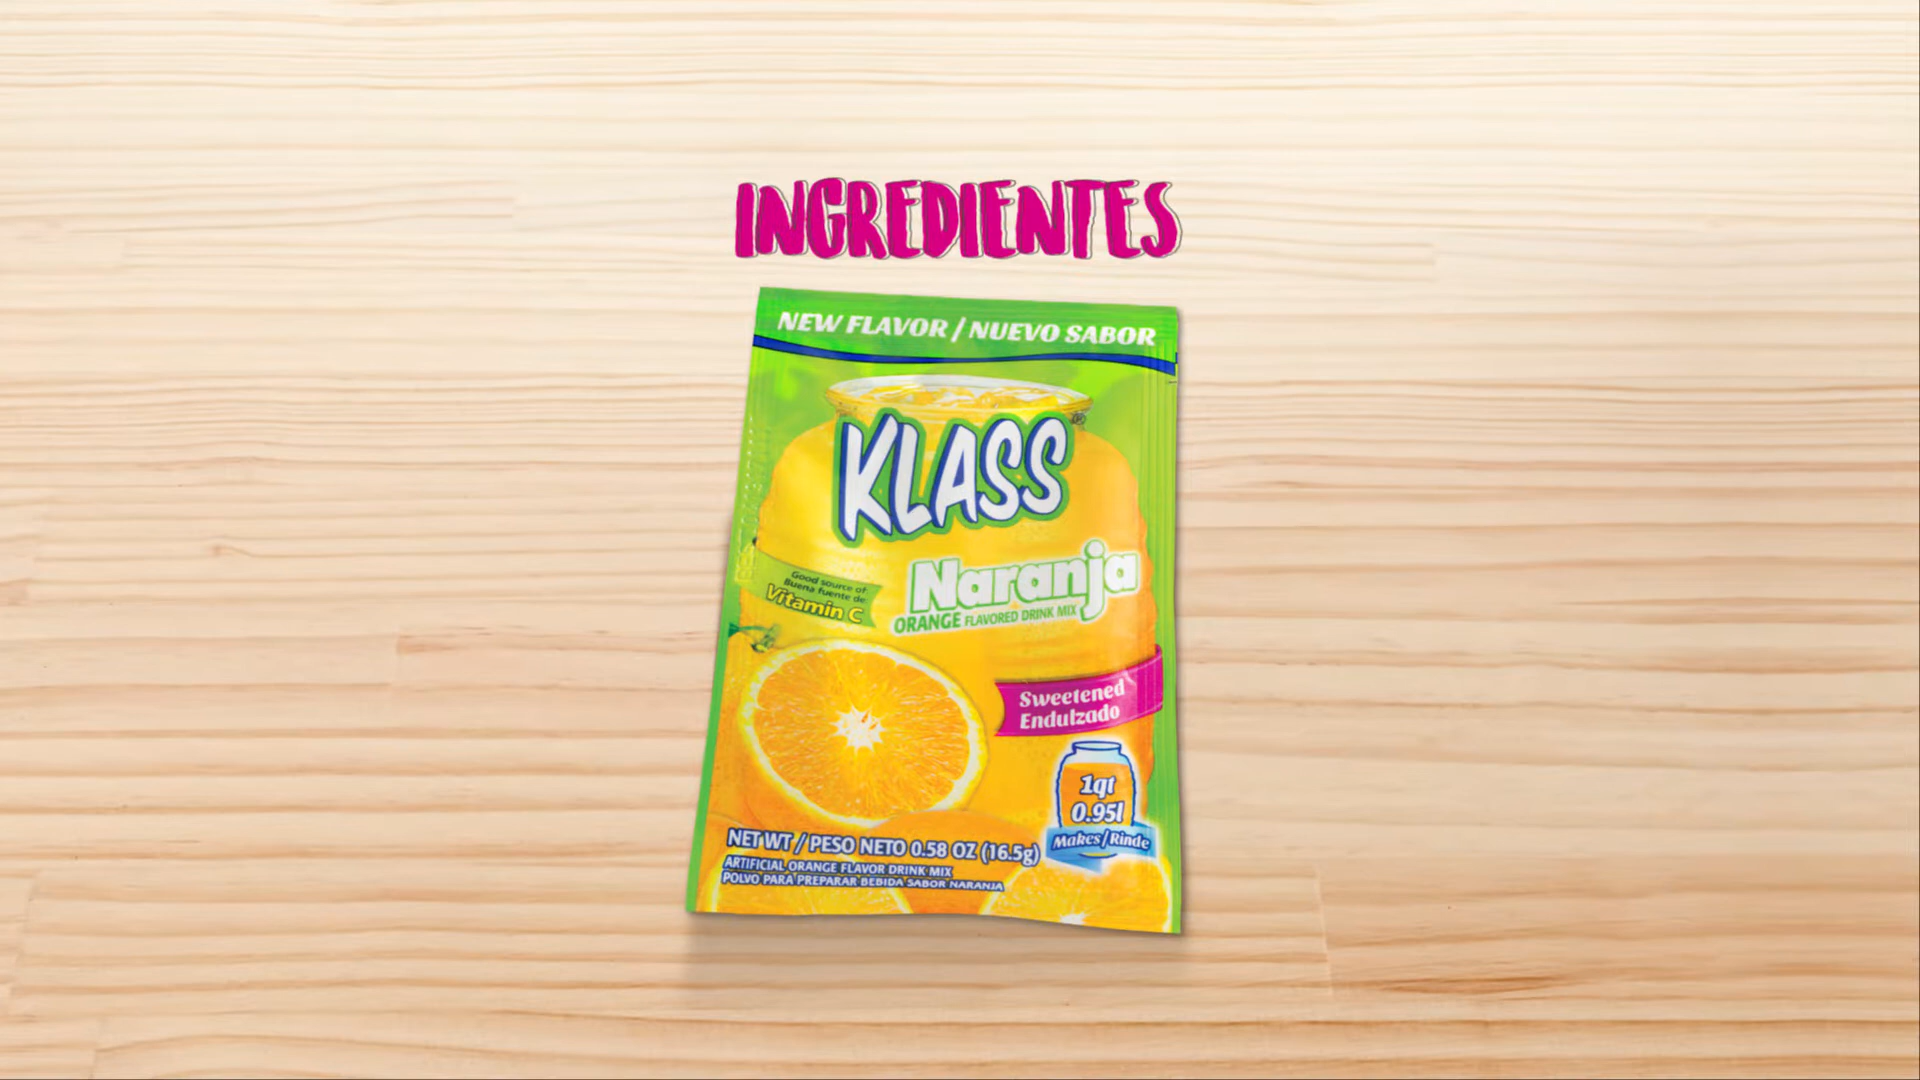 INGREDIENTES
NEW FLAVOR / NUEVO SABOR
KLASS®
Naranja
ORANGE FLAVORED DRINK MIX
Good source of:
Buena fuente de:
Vitamin C
Sweetened
Endulzado
1qt
0.95l
Makes/Rinde
NET WT / PESO NETO 0.58 OZ (16.5g)
ARTIFICIAL ORANGE FLAVOR DRINK MIX
POLVO PARA PREPARAR BEBIDA SABOR NARANJA